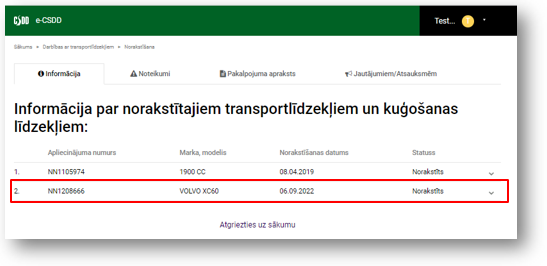 CSDD e-CSDD Test... 1
Sākums • Darbības ar transportlīdzekļiem • Norakstīšana
Informācija Noteikumi Pakalpojuma apraksts Jautājumiem/Atsauksmēm
Informācija par norakstītajiem transportlīdzekļiem un kuģošanas
līdzekļiem:
Apliecinājuma numurs Marka, modelis Norakstīšanas datums Statuss
1. NN1105974 1900 CC 08.04.2019 Norakstīts
2. NN1208666 VOLVO XC60 06.09.2022 Norakstīts
Atgriezties uz sākumu